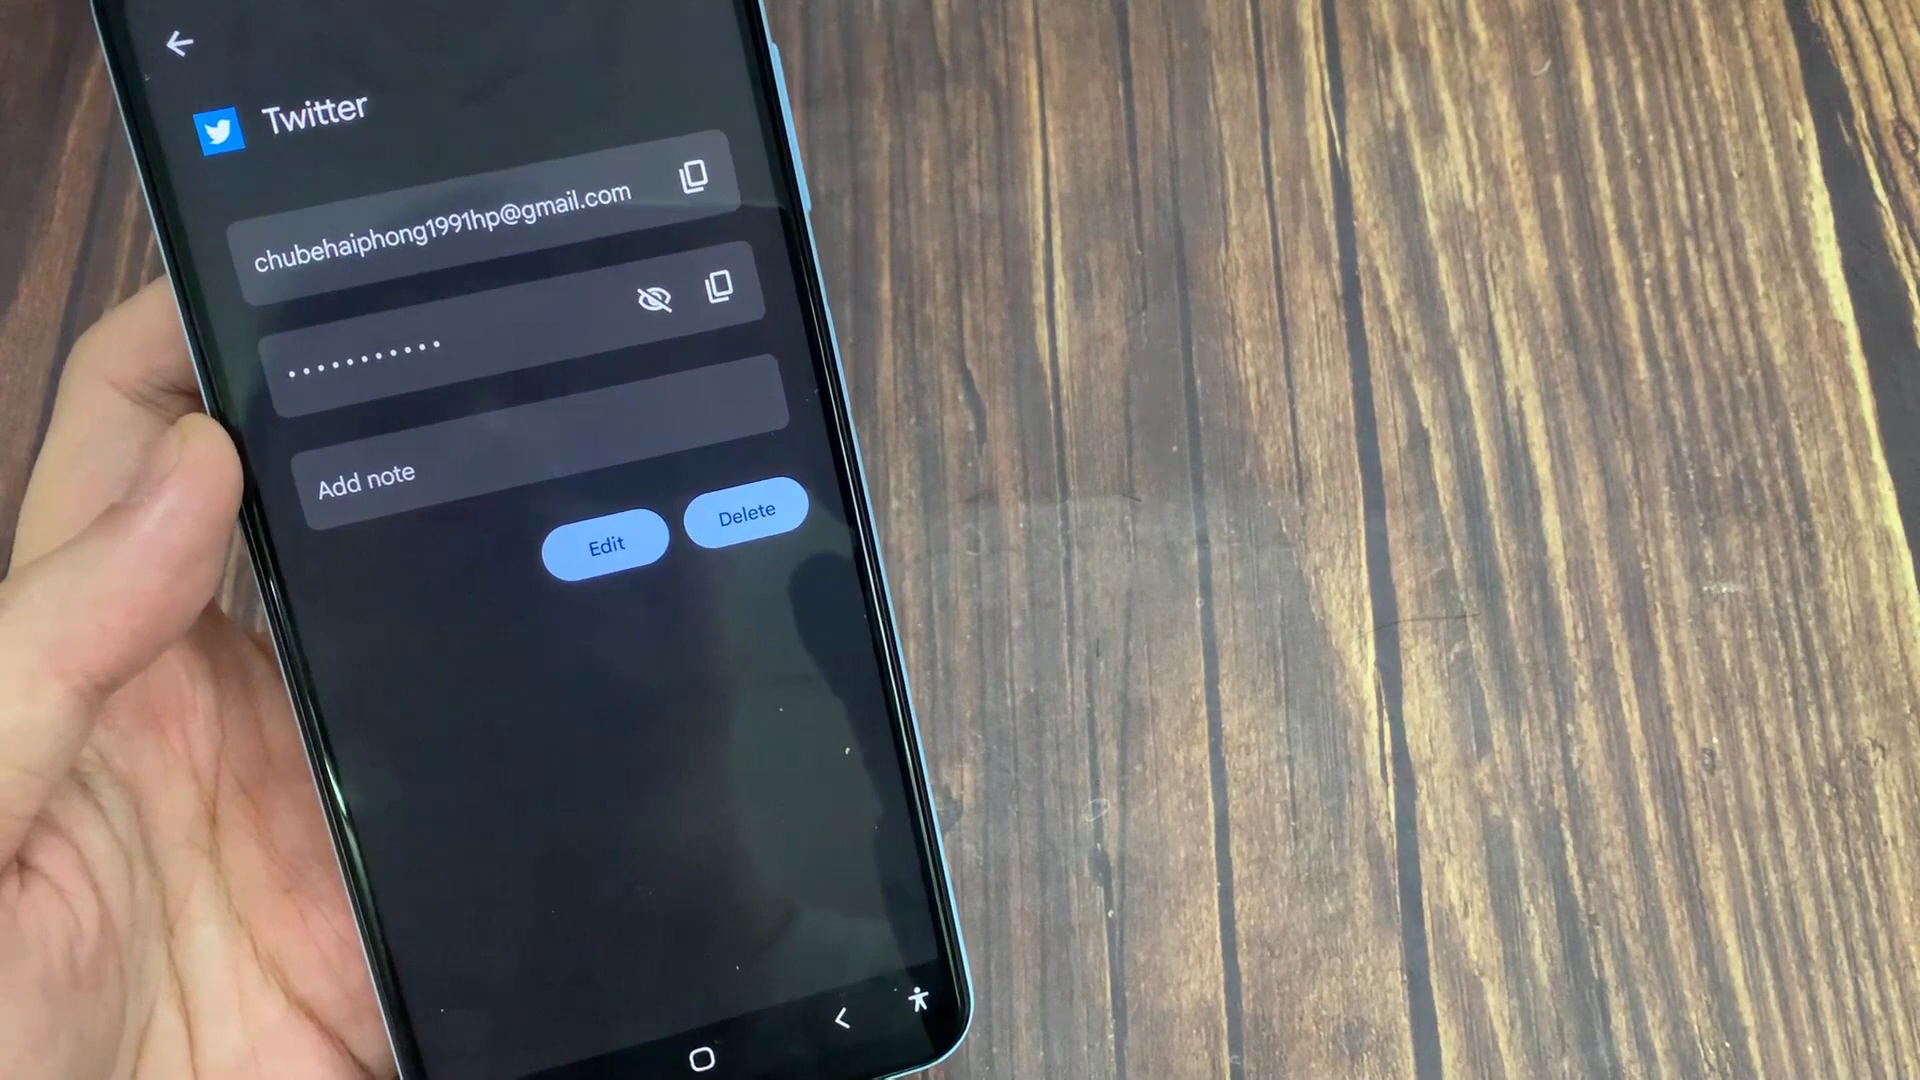 Twitter
chubehaiphong1991hp@gmail.com
•••••••••••
Add note
Edit
Delete